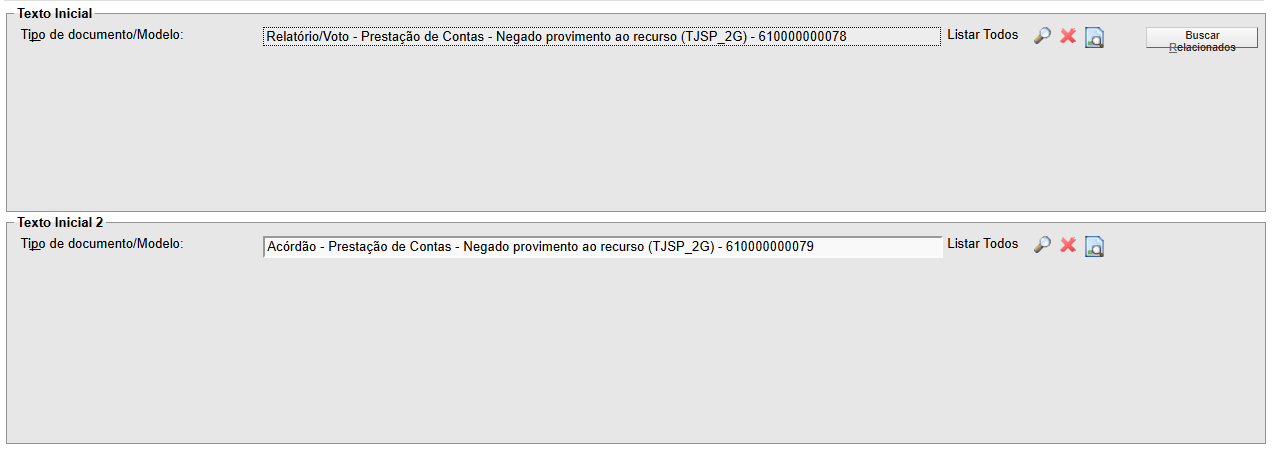 Texto Inicial
Tipo de documento/Modelo: Relatório/Voto - Prestação de Contas - Negado provimento ao recurso (TJSP_2G) - 610000000078 Listar Todos Buscar Relacionados
Texto Inicial 2
Tipo de documento/Modelo: Acórdão - Prestação de Contas - Negado provimento ao recurso (TJSP_2G) - 610000000079 Listar Todos